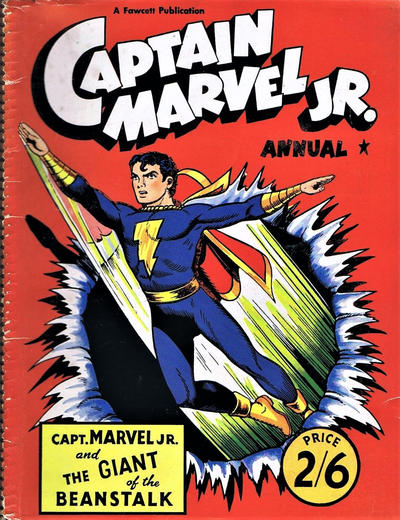 A Fawcett Publication
CAPTAIN
MARVEL JR.
ANNUAL ★
CAPT. MARVEL JR.
and
THE GIANT
of the
BEANSTALK
PRICE
2/6